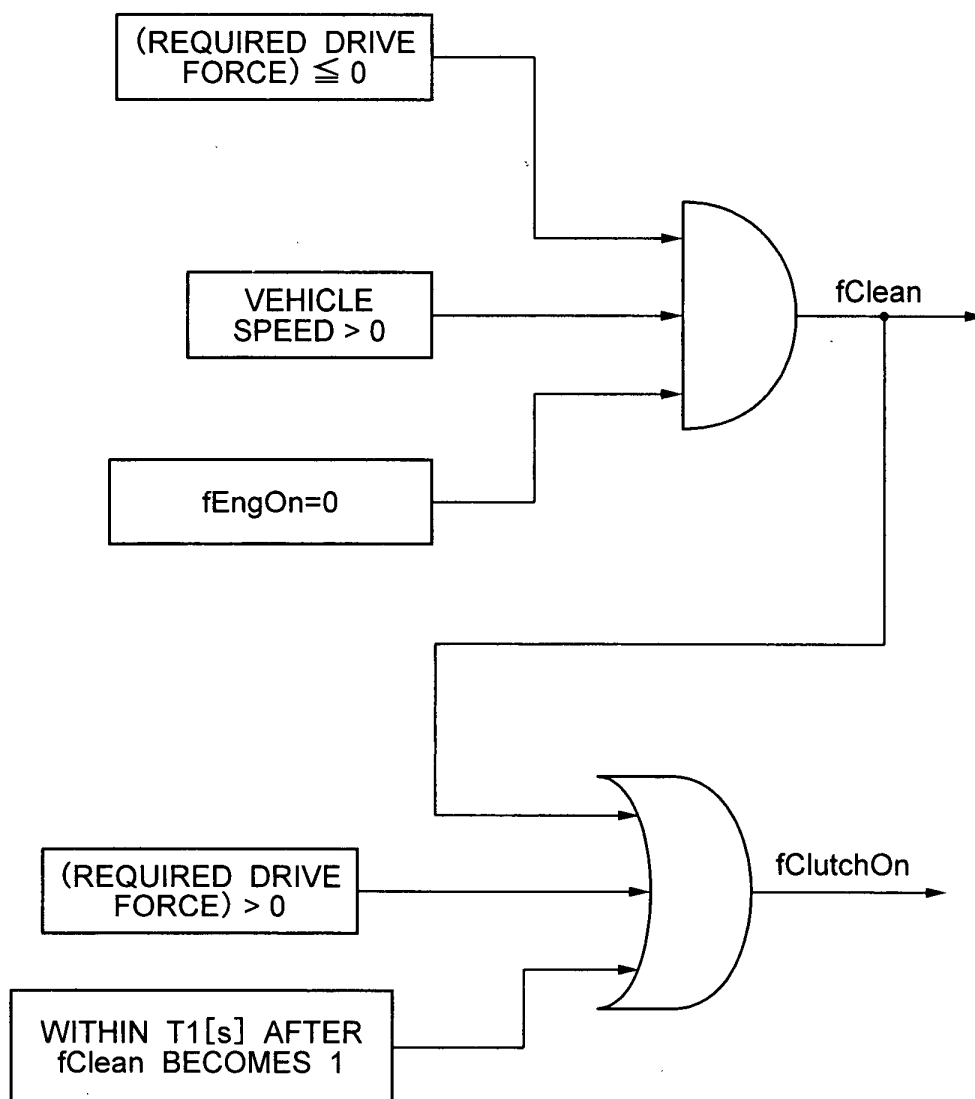 (REQUIRED DRIVE
FORCE) ≦ 0
VEHICLE
SPEED > 0
fClean
fEngOn=0
(REQUIRED DRIVE
FORCE) > 0
fClutchOn
WITHIN T1[s] AFTER
fClean BECOMES 1